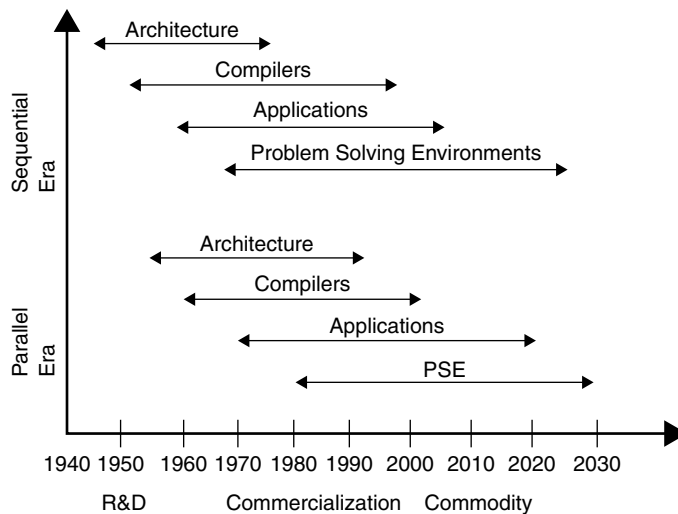 Architecture
Compilers
Applications
Problem Solving Environments
Sequential
Era
Architecture
Compilers
Applications
PSE
Parallel
Era
1940 1950 1960 1970 1980 1990 2000 2010 2020 2030
R&D Commercialization Commodity